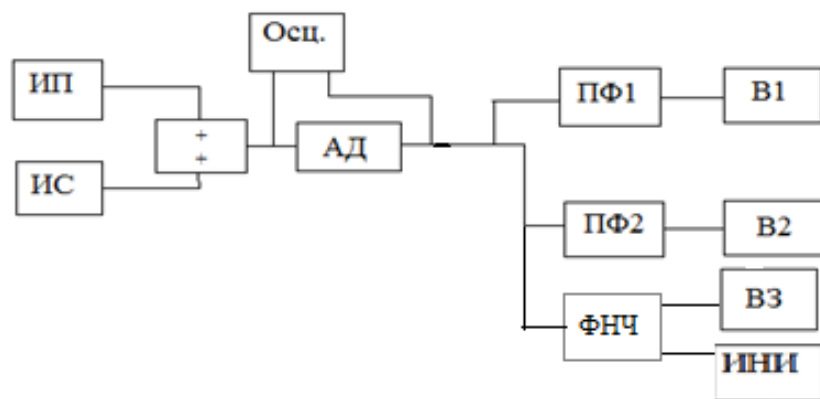 Осц.
ИП
ПФ1
В1
+
+
АД
ИС
ПФ2
В2
В3
ФНЧ
ИНИ